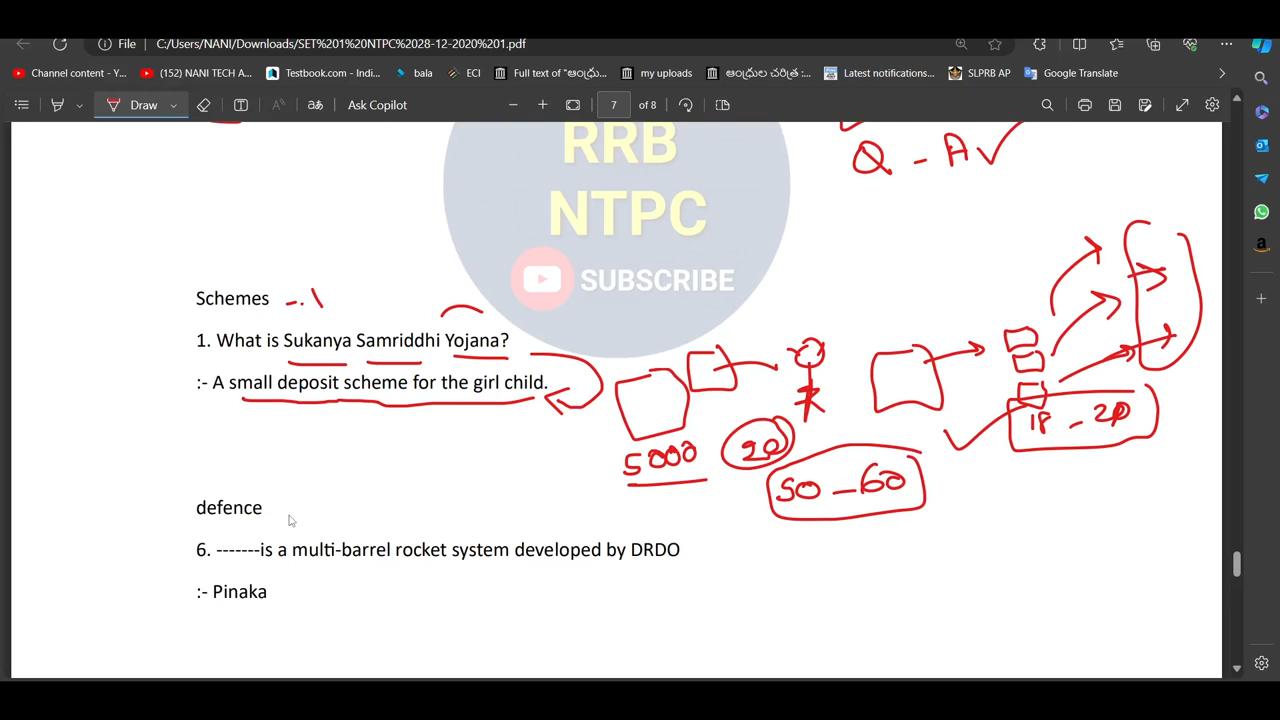 File C:/Users/NANI/Downloads/SET%201%20NTPC%2028-12-2020%201.pdf
Channel content - Y... (152) NANI TECH A... Testbook.com - Indi... bala ECI Full text of "ఆంధ్రు... my uploads ఆంధ్రుల చరిత్ర :... Latest notifications... SLPRB AP Google Translate
Draw Ask Copilot 7 of 8
RRB
NTPC
SUBSCRIBE
Q - A
Schemes - 1
1. What is Sukanya Samriddhi Yojana?
:- A small deposit scheme for the girl child.
5000 20
50 - 60
18 - 20
defence
6. -------is a multi-barrel rocket system developed by DRDO
:- Pinaka